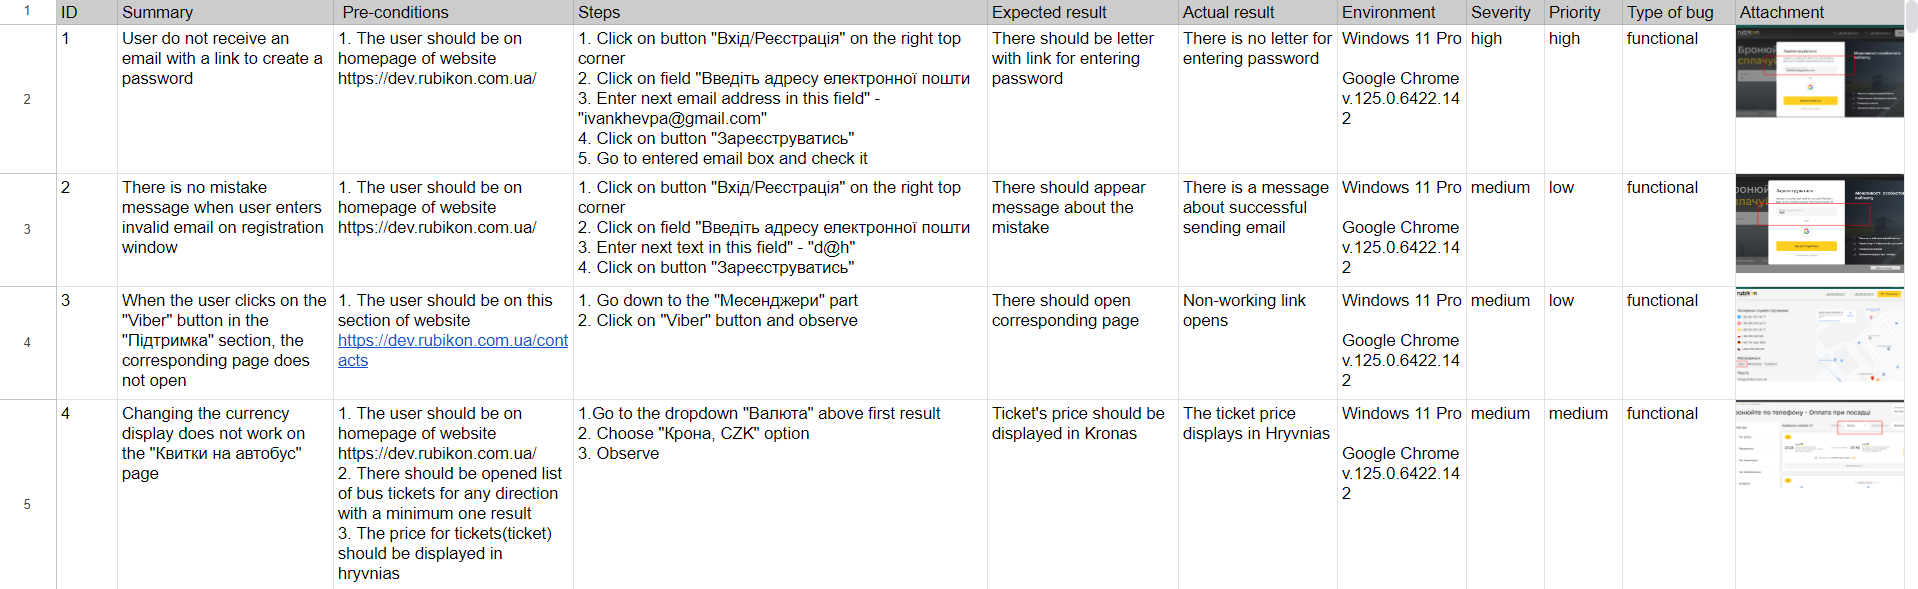 1 ID Summary Pre-conditions Steps Expected result Actual result Environment Severity Priority Type of bug Attachment
2
1
User do not receive an
email with a link to create a
password
1. The user should be on
homepage of website
https://dev.rubikon.com.ua/
1. Click on button "Вхід/Реєстрація" on the right top
corner
2. Click on field "Введіть адресу електронної пошти
3. Enter next email address in this field" -
"ivankhevpa@gmail.com"
4. Click on button "Зареєструватись"
5. Go to entered email box and check it
There should be letter
with link for entering
password
There is no letter for
entering password
Windows 11 Pro
Google Chrome
v.125.0.6422.14
2
high
high
functional
3
2
There is no mistake
message when user enters
invalid email on registration
window
1. The user should be on
homepage of website
https://dev.rubikon.com.ua/
1. Click on button "Вхід/Реєстрація" on the right top
corner
2. Click on field "Введіть адресу електронної пошти
3. Enter next text in this field" - "d@h"
4. Click on button "Зареєструватись"
There should appear
message about the
mistake
There is a message
about successful
sending email
Windows 11 Pro
Google Chrome
v.125.0.6422.14
2
medium
low
functional
4
3
When the user clicks on the
"Viber" button in the
"Підтримка" section, the
corresponding page does
not open
1. The user should be on this
section of website
https://dev.rubikon.com.ua/cont
acts
1. Go down to the "Месенджери" part
2. Click on "Viber" button and observe
There should open
corresponding page
Non-working link
opens
Windows 11 Pro
Google Chrome
v.125.0.6422.14
2
medium
low
functional
5
4
Changing the currency
display does not work on
the "Квитки на автобус"
page
1. The user should be on
homepage of website
https://dev.rubikon.com.ua/
2. There should be opened list
of bus tickets for any direction
with a minimum one result
3. The price for tickets(ticket)
should be displayed in
hryvnias
1.Go to the dropdown "Валюта" above first result
2. Choose "Крона, CZK" option
3. Observe
Ticket's price should be
displayed in Kronas
The ticket price
displays in Hryvnias
Windows 11 Pro
Google Chrome
v.125.0.6422.14
2
medium
medium
functional